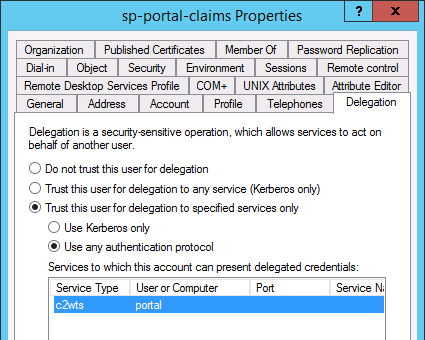 sp-portal-claims Properties
? x
Organization Published Certificates Member Of Password Replication
Dial-in Object Security Environment Sessions Remote control
Remote Desktop Services Profile COM+ UNIX Attributes Attribute Editor
General Address Account Profile Telephones Delegation
Delegation is a security-sensitive operation, which allows services to act on
behalf of another user.
Do not trust this user for delegation
Trust this user for delegation to any service (Kerberos only)
Trust this user for delegation to specified services only
Use Kerberos only
Use any authentication protocol
Services to which this account can present delegated credentials:
Service Type User or Computer Port Service Na
c2wts portal